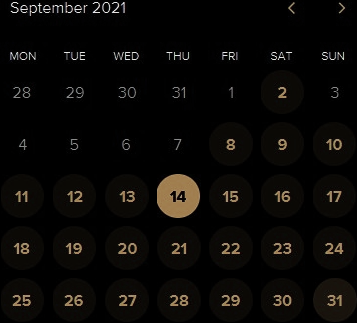 September 2021
MON TUE WED THU FRI SAT SUN
28 29 30 31 1 2 3
4 5 6 7 8 9 10
11 12 13 14 15 16 17
18 19 20 21 22 23 24
25 26 27 28 29 30 31